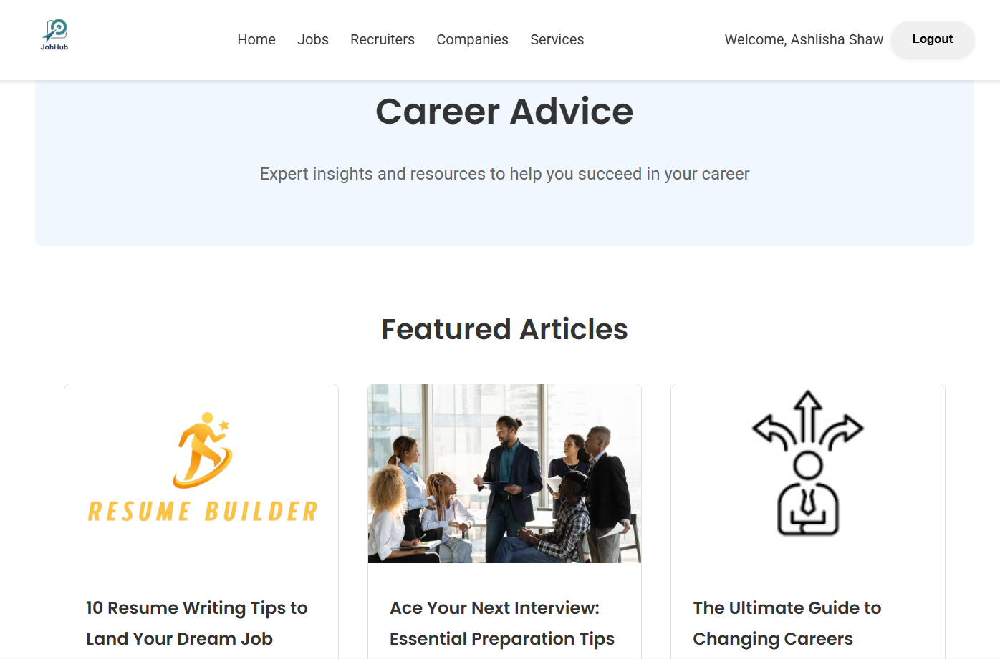 JobHub
Home Jobs Recruiters Companies Services Welcome, Ashlisha Shaw Logout
Career Advice
Expert insights and resources to help you succeed in your career
Featured Articles
RESUME BUILDER
10 Resume Writing Tips to
Land Your Dream Job
Ace Your Next Interview:
Essential Preparation Tips
The Ultimate Guide to
Changing Careers